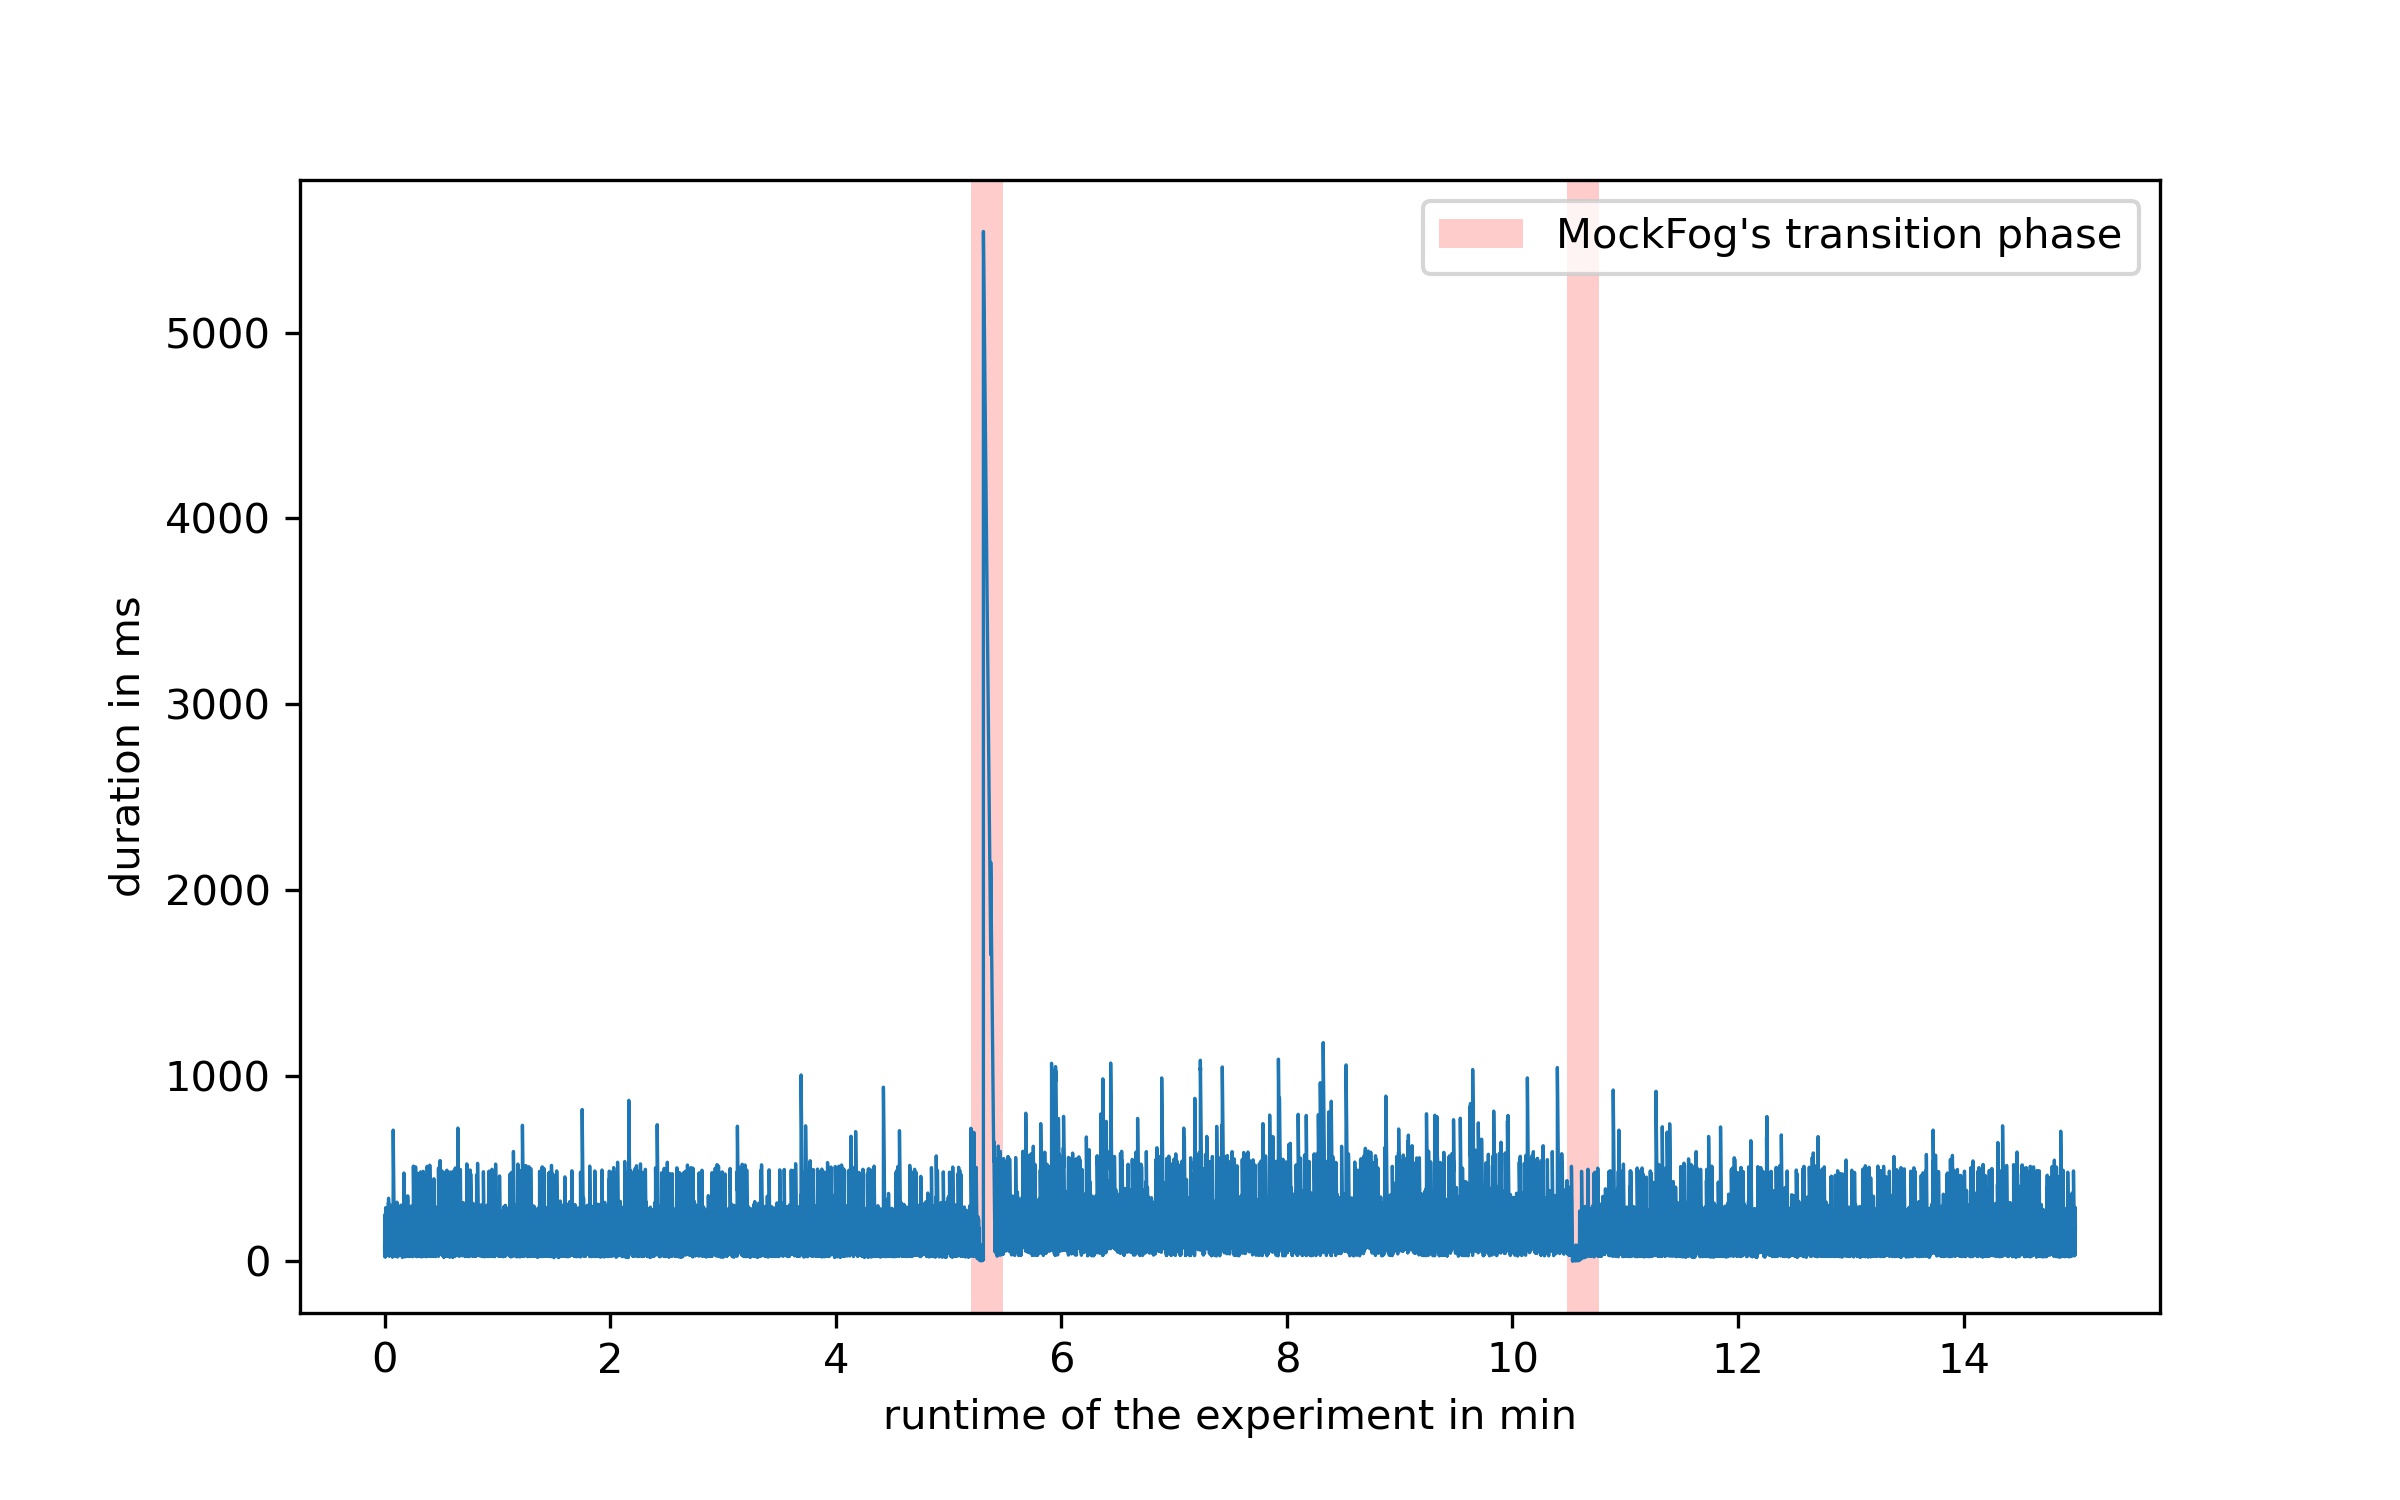 MockFog's transition phase
5000
4000
3000
2000
1000
0
duration in ms
0 2 4 6 8 10 12 14
runtime of the experiment in min